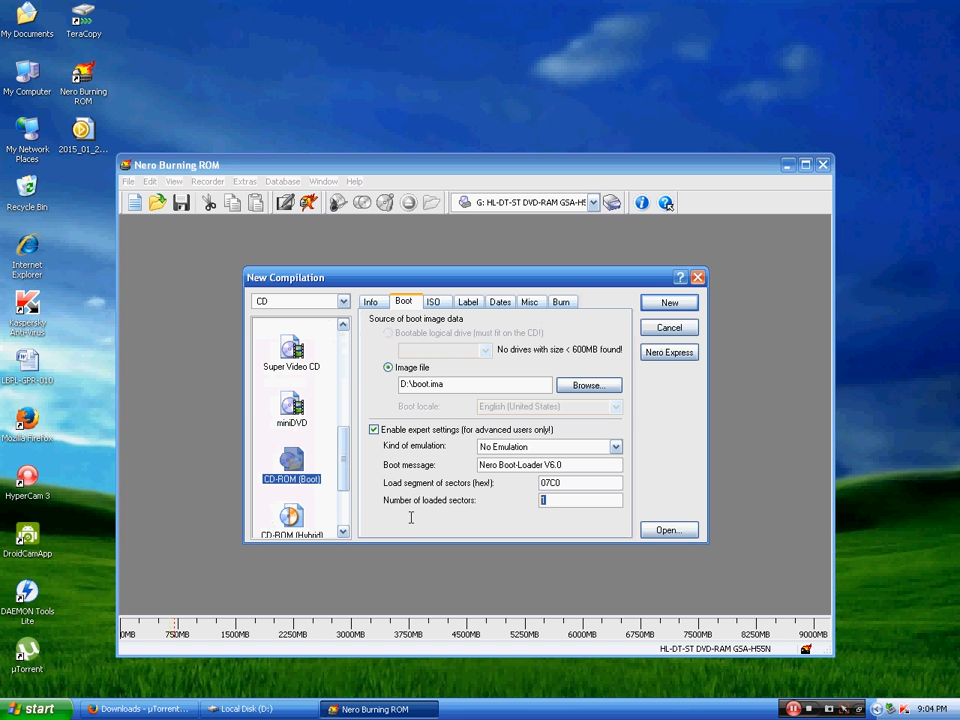 My Documents
TeraCopy
My Computer
Nero Burning
ROM
My Network
Places
2015_01_2...
Recycle Bin
Internet
Explorer
Kaspersky
Anti-Virus
LBPL-GPR-010
Mozilla Firefox
HyperCam 3
DroidCamApp
DAEMON Tools
Lite
µTorrent
Nero Burning ROM
File Edit View Recorder Extras Database Window Help
G: HL-DT-ST DVD-RAM GSA-H5
New Compilation
CD
Super Video CD
miniDVD
CD-ROM (Boot)
CD-ROM (Hybrid)
Info Boot ISO Label Dates Misc Burn
Source of boot image data
Bootable logical drive (must fit on the CD!)
No drives with size < 600MB found!
Image file
D:\boot.ima
Browse...
Boot locale: English (United States)
Enable expert settings (for advanced users only!)
Kind of emulation: No Emulation
Boot message: Nero Boot-Loader V6.0
Load segment of sectors (hex!): 07C0
Number of loaded sectors: 1
New
Cancel
Nero Express
Open...
0MB 750MB 1500MB 2250MB 3000MB 3750MB 4500MB 5250MB 6000MB 6750MB 7500MB 8250MB 9000MB
HL-DT-ST DVD-RAM GSA-H55N
start
Downloads - µTorrent...
Local Disk (D:)
Nero Burning ROM
9:04 PM